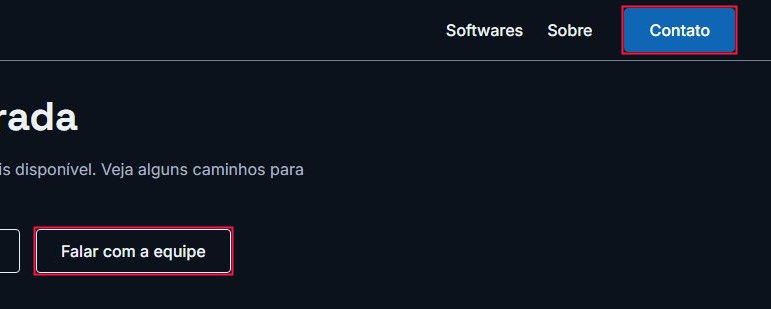 Softwares Sobre Contato
rada
is disponível. Veja alguns caminhos para
Falar com a equipe